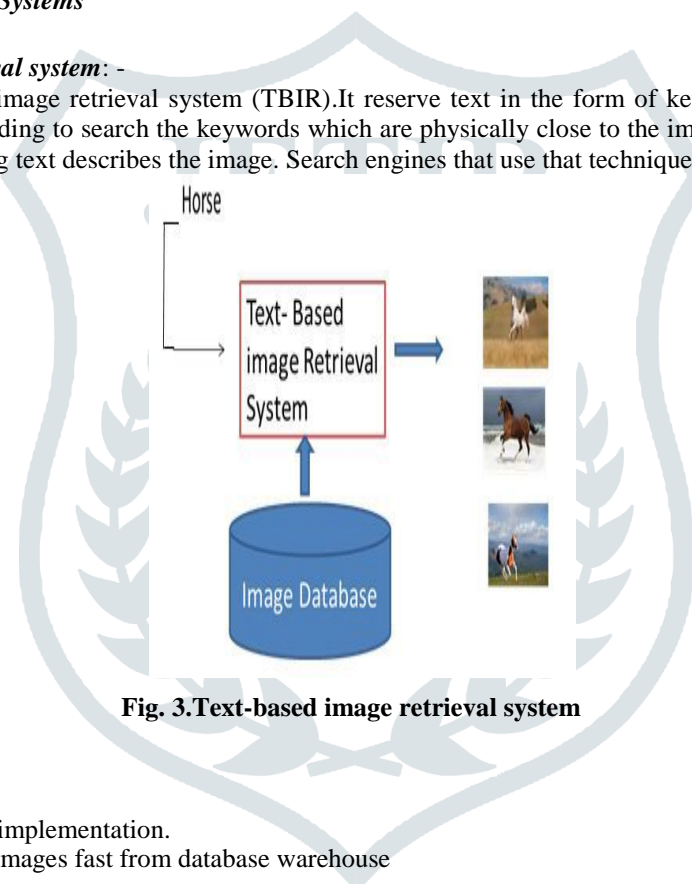 Systems
al system: -
image retrieval system (TBIR).It reserve text in the form of ke
ding to search the keywords which are physically close to the im
g text describes the image. Search engines that use that technique
Horse
Text- Based
image Retrieval
System
Image Database
Fig. 3.Text-based image retrieval system
implementation.
mages fast from database warehouse